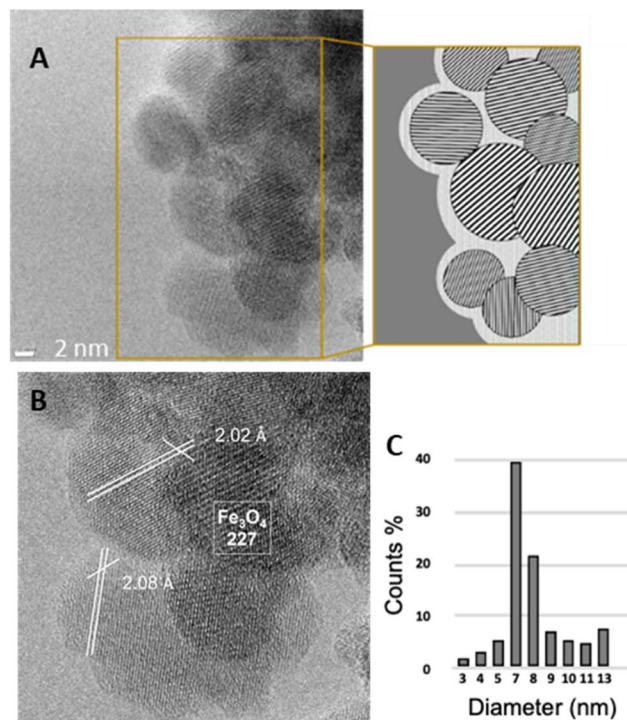 A
2 nm
B
2.02 Å
Fe₃O₄
227
2.08 Å
C
40
30
20
10
0
Counts %
3 4 5 7 8 9 10 11 13
Diameter (nm)